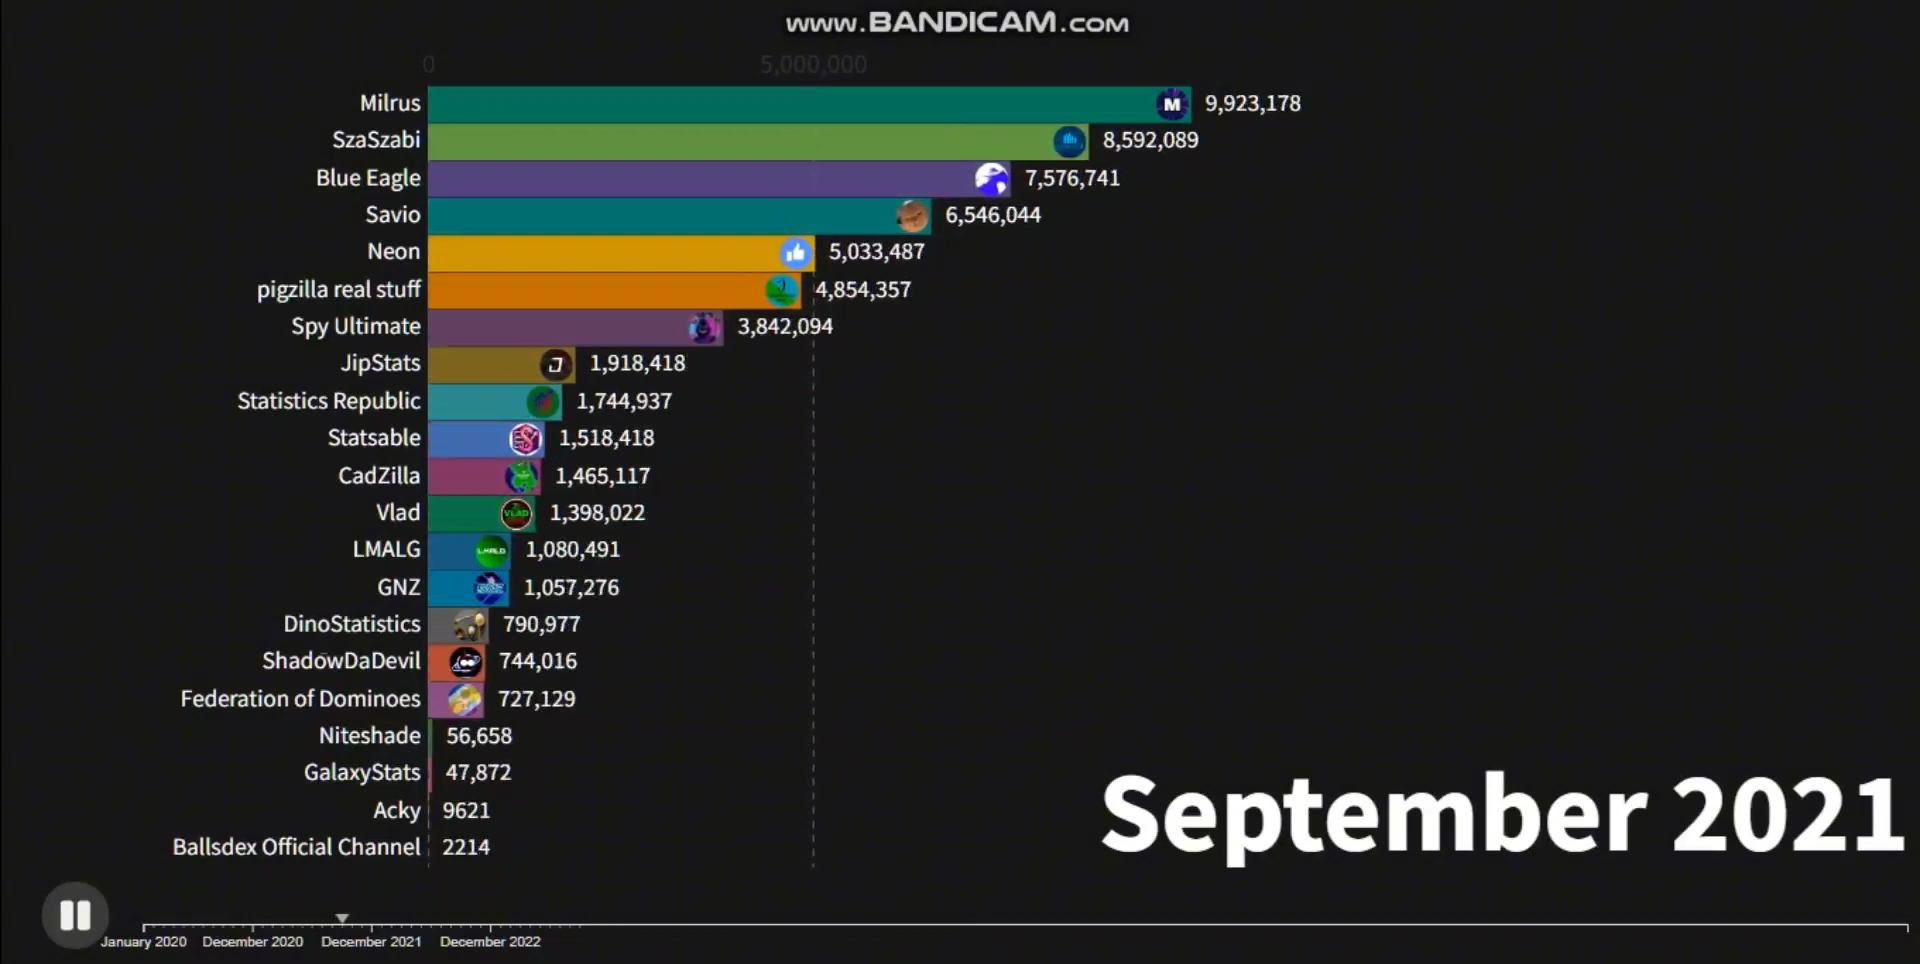 www.BANDICAM.com
0 5,000,000
Milrus 9,923,178
SzaSzabi 8,592,089
Blue Eagle 7,576,741
Savio 6,546,044
Neon 5,033,487
pigzilla real stuff 4,854,357
Spy Ultimate 3,842,094
JipStats 1,918,418
Statistics Republic 1,744,937
Statsable 1,518,418
CadZilla 1,465,117
Vlad VLAD 1,398,022
LMALG LMALG 1,080,491
GNZ 1,057,276
DinoStatistics 790,977
ShadowDaDevil 744,016
Federation of Dominoes 727,129
Niteshade 56,658
GalaxyStats 47,872
Acky 9621
Ballsdex Official Channel 2214
September 2021
January 2020 December 2020 December 2021 December 2022